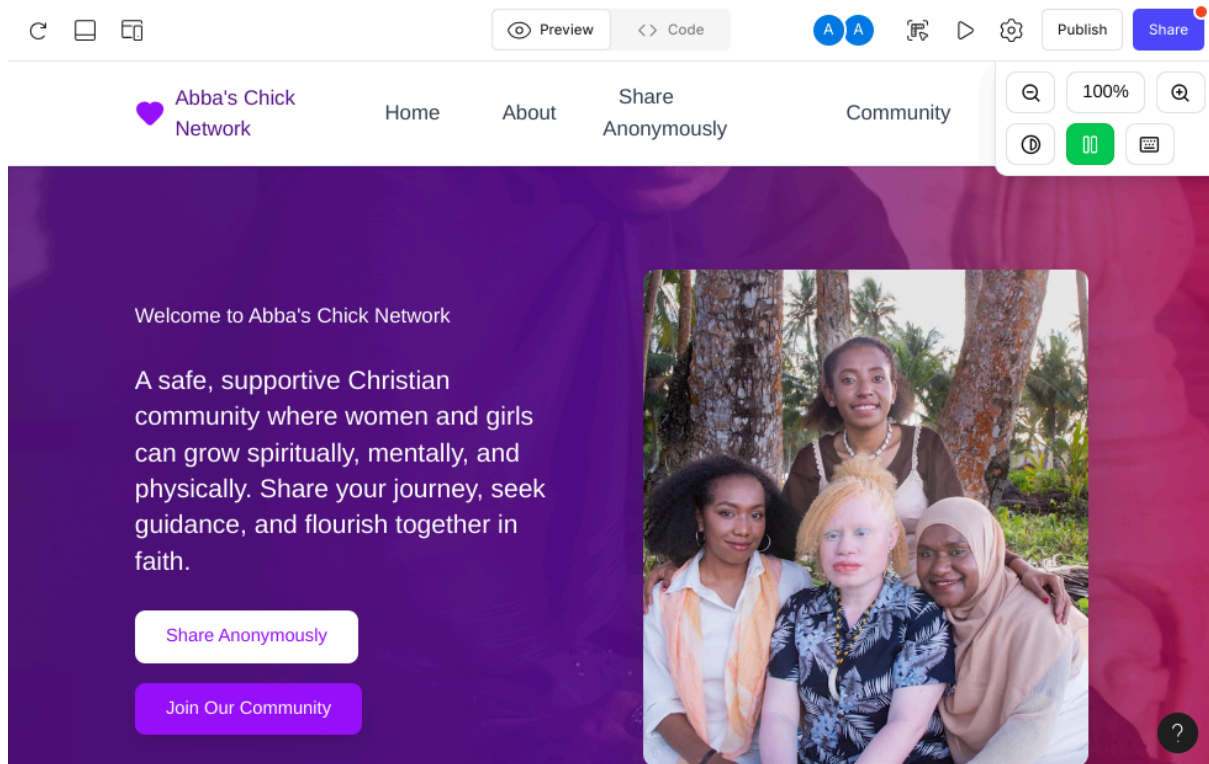 Preview
Code
A
A
Publish
Share
100%
Abba's Chick
Network
Home
About
Share
Anonymously
Community
Welcome to Abba's Chick Network
A safe, supportive Christian
community where women and girls
can grow spiritually, mentally, and
physically. Share your journey, seek
guidance, and flourish together in
faith.
Share Anonymously
Join Our Community
?